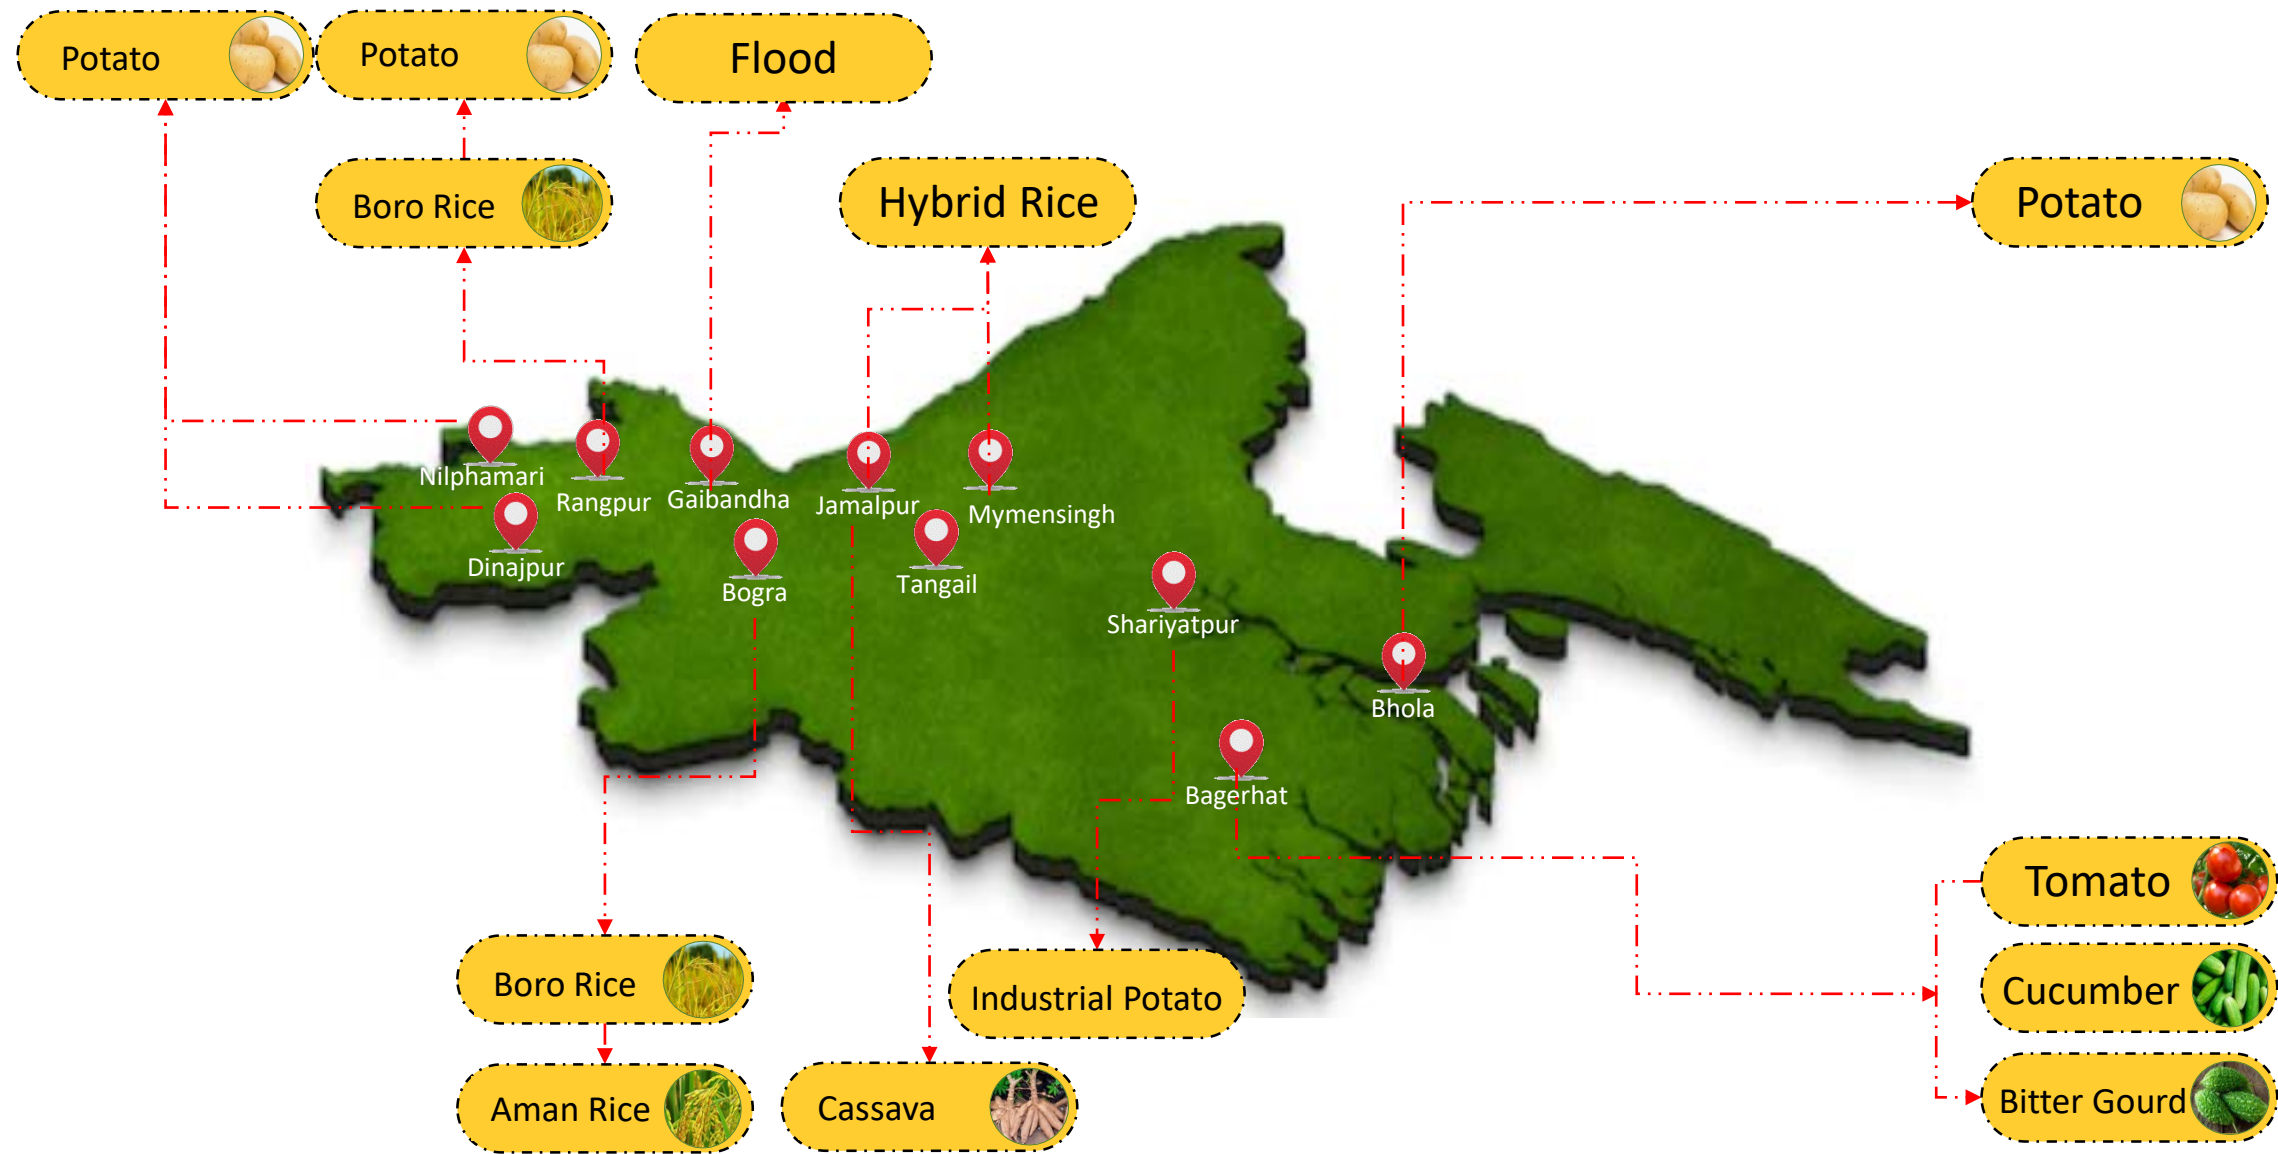 Potato
Potato
Flood
Boro Rice
Hybrid Rice
Potato
Nilphamari
Rangpur
Gaibandha
Jamalpur
Mymensingh
Dinajpur
Bogra
Tangail
Shariyatpur
Bhola
Bagerhat
Tomato
Boro Rice
Industrial Potato
Cucumber
Aman Rice
Cassava
Bitter Gourd